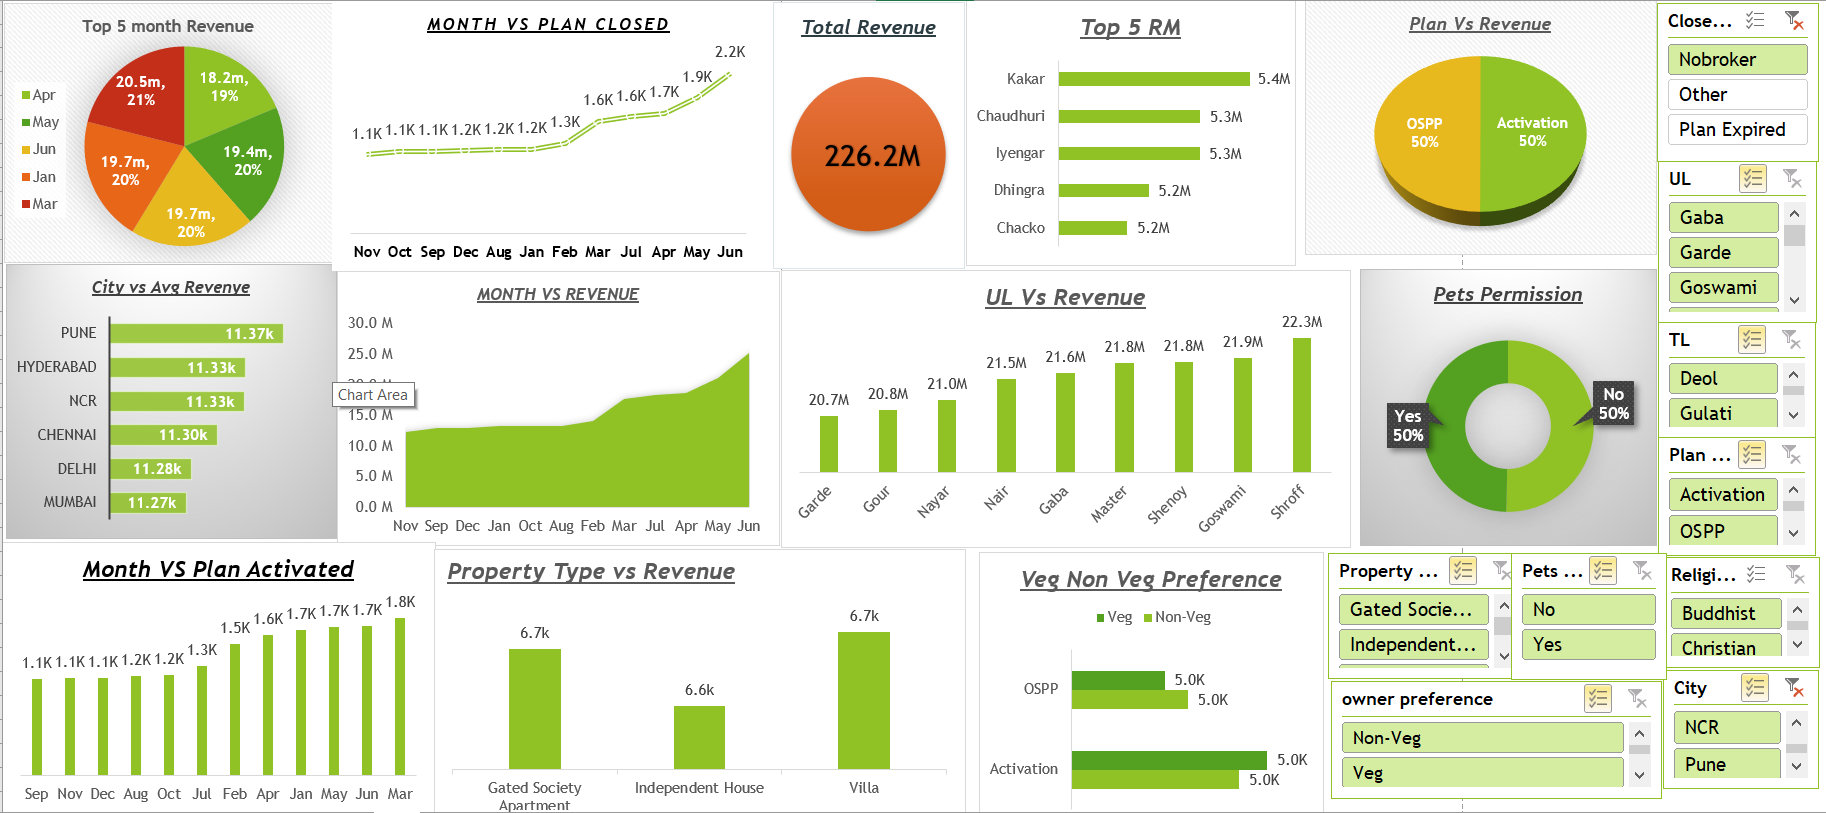 Top 5 month Revenue
Apr
May
Jun
Jan
Mar
20.5m,
21%
18.2m,
19%
19.7m,
20%
19.4m,
20%
19.7m,
20%
MONTH VS PLAN CLOSED
1.1K 1.1K 1.1K 1.2K 1.2K 1.2K 1.3K 1.6K 1.6K 1.7K 1.9K 2.2K
Nov Oct Sep Dec Aug Jan Feb Mar Jul Apr May Jun
Total Revenue
226.2M
Top 5 RM
Kakar 5.4M
Chaudhuri 5.3M
Iyengar 5.3M
Dhingra 5.2M
Chacko 5.2M
Plan Vs Revenue
OSPP
50%
Activation
50%
Close...
Nobroker
Other
Plan Expired
UL
Gaba
Garde
Goswami
TL
Deol
Gulati
Plan ...
Activation
OSPP
City vs Avg Revenye
PUNE 11.37k
HYDERABAD 11.33k
NCR 11.33k
CHENNAI 11.30k
DELHI 11.28k
MUMBAI 11.27k
MONTH VS REVENUE
30.0 M
25.0 M
Chart Area
15.0 M
10.0 M
5.0 M
0.0 M
Nov Sep Dec Jan Oct Aug Feb Mar Jul Apr May Jun
UL Vs Revenue
20.7M 20.8M 21.0M 21.5M 21.6M 21.8M 21.8M 21.9M 22.3M
Garde Gour Nayar Nair Gaba Master Shenoy Goswami Shroff
Pets Permission
Yes
50%
No
50%
Month VS Plan Activated
1.1K 1.1K 1.1K 1.2K 1.2K 1.3K 1.5K 1.6K 1.7K 1.7K 1.7K 1.8K
Sep Nov Dec Aug Oct Jul Feb Apr Jan May Jun Mar
Property Type vs Revenue
6.7k 6.6k 6.7k
Gated Society
Apartment
Independent House
Villa
Veg Non Veg Preference
Veg Non-Veg
OSPP 5.0K
5.0K
Activation 5.0K
5.0K
Property ...
Gated Socie...
Independent...
Pets ...
No
Yes
Religi...
Buddhist
Christian
owner preference
Non-Veg
Veg
City
NCR
Pune